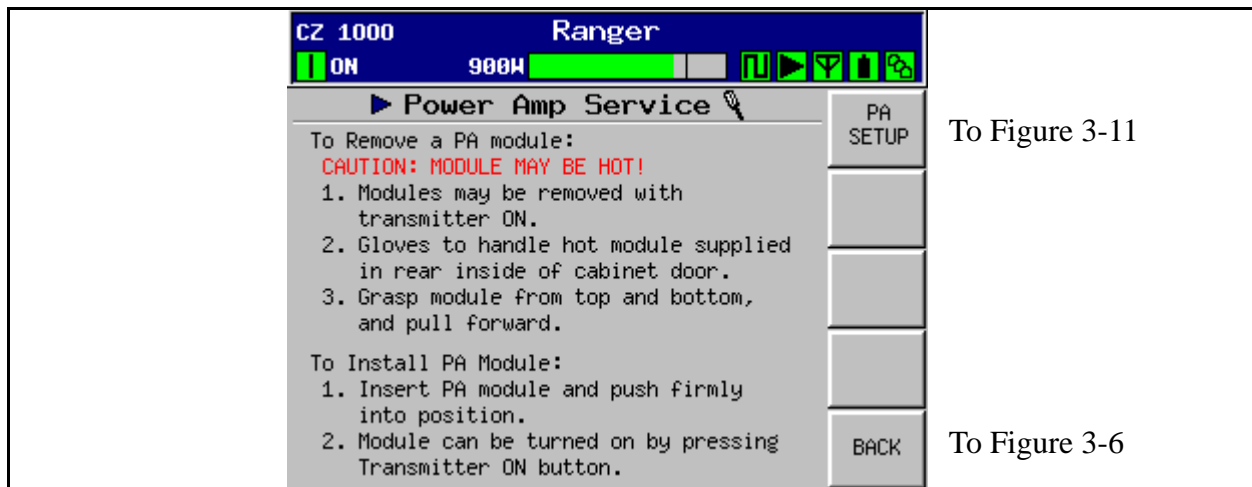 CZ 1000 Ranger
ON 900W
Power Amp Service
PA
SETUP
To Figure 3-11
To Remove a PA module:
CAUTION: MODULE MAY BE HOT!
1. Modules may be removed with
transmitter ON.
2. Gloves to handle hot module supplied
in rear inside of cabinet door.
3. Grasp module from top and bottom,
and pull forward.
To Install PA Module:
1. Insert PA module and push firmly
into position.
2. Module can be turned on by pressing
Transmitter ON button.
BACK
To Figure 3-6